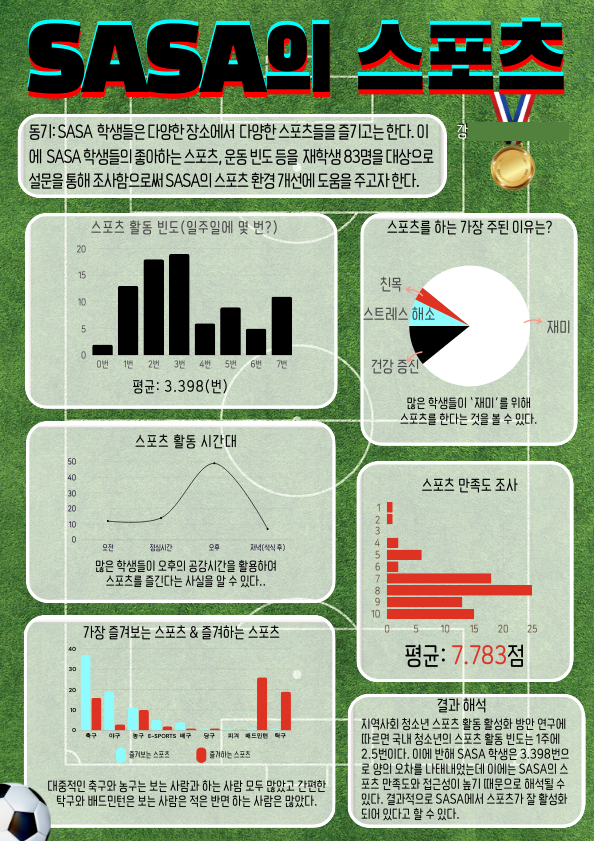 SASA의 스포츠
동기: SASA 학생들은 다양한 장소에서 다양한 스포츠들을 즐기고는 한다. 이
에 SASA 학생들의 좋아하는 스포츠, 운동 빈도 등을 재학생 83명을 대상으로
설문을 통해 조사함으로써 SASA의 스포츠 환경 개선에 도움을 주고자 한다.
강
스포츠 활동 빈도(일주일에 몇 번?)
20
15
10
5
0
0번 1번 2번 3번 4번 5번 6번 7번
평균: 3.398(번)
스포츠를 하는 가장 주된 이유는?
친목
스트레스 해소
재미
건강 증진
많은 학생들이 '재미'를 위해
스포츠를 한다는 것을 볼 수 있다.
스포츠 활동 시간대
50
40
30
20
10
0
오전 점심시간 오후 저녁(석식 후)
많은 학생들이 오후의 공강시간을 활용하여
스포츠를 즐긴다는 사실을 알 수 있다..
스포츠 만족도 조사
1
2
3
4
5
6
7
8
9
10
0 5 10 15 20 25
평균: 7.783점
가장 즐겨보는 스포츠 & 즐겨하는 스포츠
40
30
20
10
0
축구 야구 농구 E-SPORTS 배구 당구 피겨 배드민턴 탁구
즐겨보는 스포츠 즐겨하는 스포츠
대중적인 축구와 농구는 보는 사람과 하는 사람 모두 많았고 간편한
탁구와 배드민턴은 보는 사람은 적은 반면 하는 사람은 많았다.
결과 해석
지역사회 청소년 스포츠 활동 활성화 방안 연구에
따르면 국내 청소년의 스포츠 활동 빈도는 1주에
2.5번이다. 이에 반해 SASA 학생은 3.398번으
로 양의 오차를 나타내었는데 이에는 SASA의 스
포츠 만족도와 접근성이 높기 때문으로 해석될 수
있다. 결과적으로 SASA에서 스포츠가 잘 활성화
되어 있다고 할 수 있다.